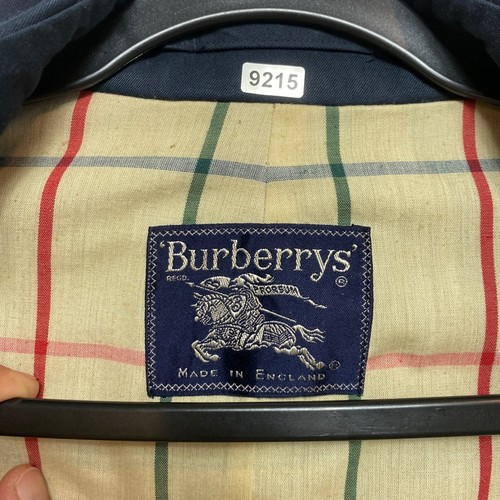 9215
'Burberrys'
REGD.
®
PRORSUM
®
MADE IN ENGLAND